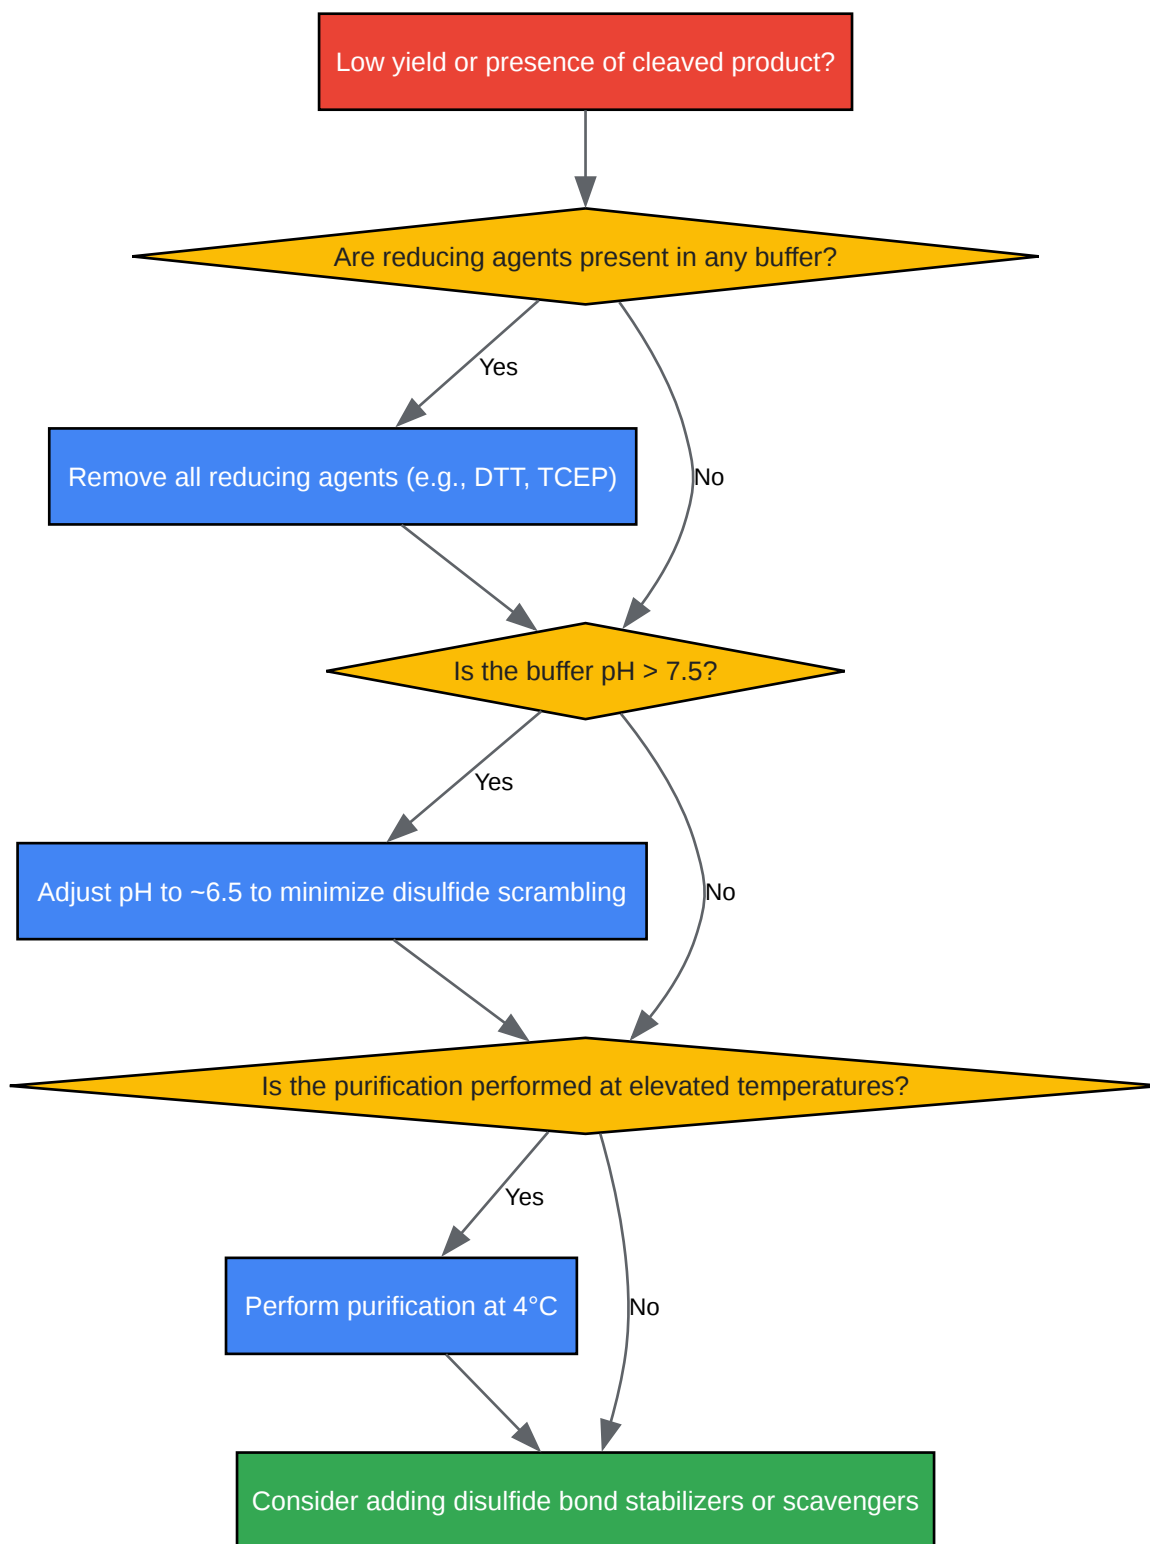 Low yield or presence of cleaved product?
Are reducing agents present in any buffer?
Yes
Remove all reducing agents (e.g., DTT, TCEP)
No
Is the buffer pH > 7.5?
Yes
Adjust pH to ~6.5 to minimize disulfide scrambling
No
Is the purification performed at elevated temperatures?
Yes
Perform purification at 4°C
No
Consider adding disulfide bond stabilizers or scavengers